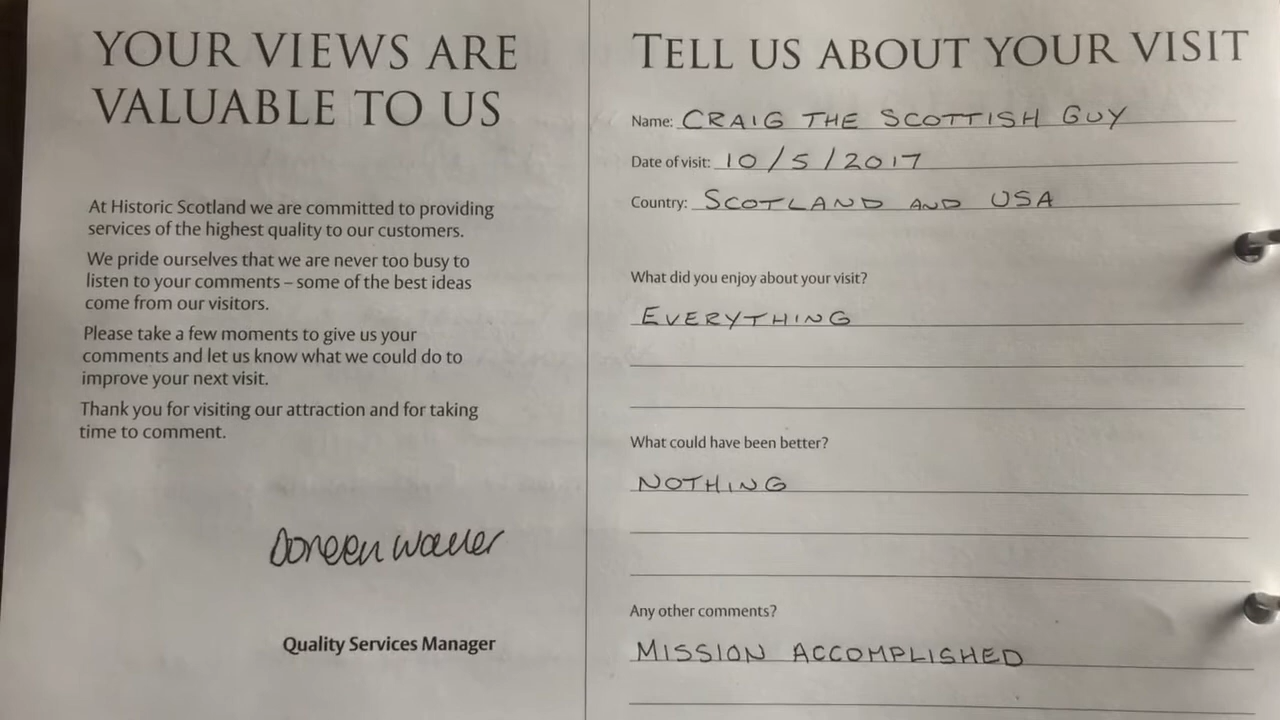 YOUR VIEWS ARE
VALUABLE TO US
At Historic Scotland we are committed to providing
services of the highest quality to our customers.
We pride ourselves that we are never too busy to
listen to your comments – some of the best ideas
come from our visitors.
Please take a few moments to give us your
comments and let us know what we could do to
improve your next visit.
Thank you for visiting our attraction and for taking
time to comment.
Doreen
Quality Services Manager
TELL US ABOUT YOUR VISIT
Name: CRAIG THE SCOTTISH GUY
Date of visit: 10/5/2017
Country: SCOTLAND AND USA
What did you enjoy about your visit?
EVERYTHING
What could have been better?
NOTHING
Any other comments?
MISSION ACCOMPLISHED